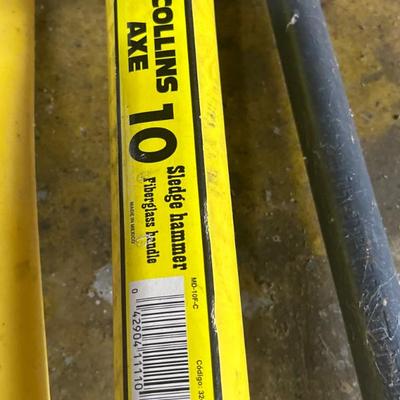 COLLINS
AXE
10
Sledge hammer
Fiberglass handle
MADE IN MEXICO
MD-10F-C
0 42904 11110
Código: 32